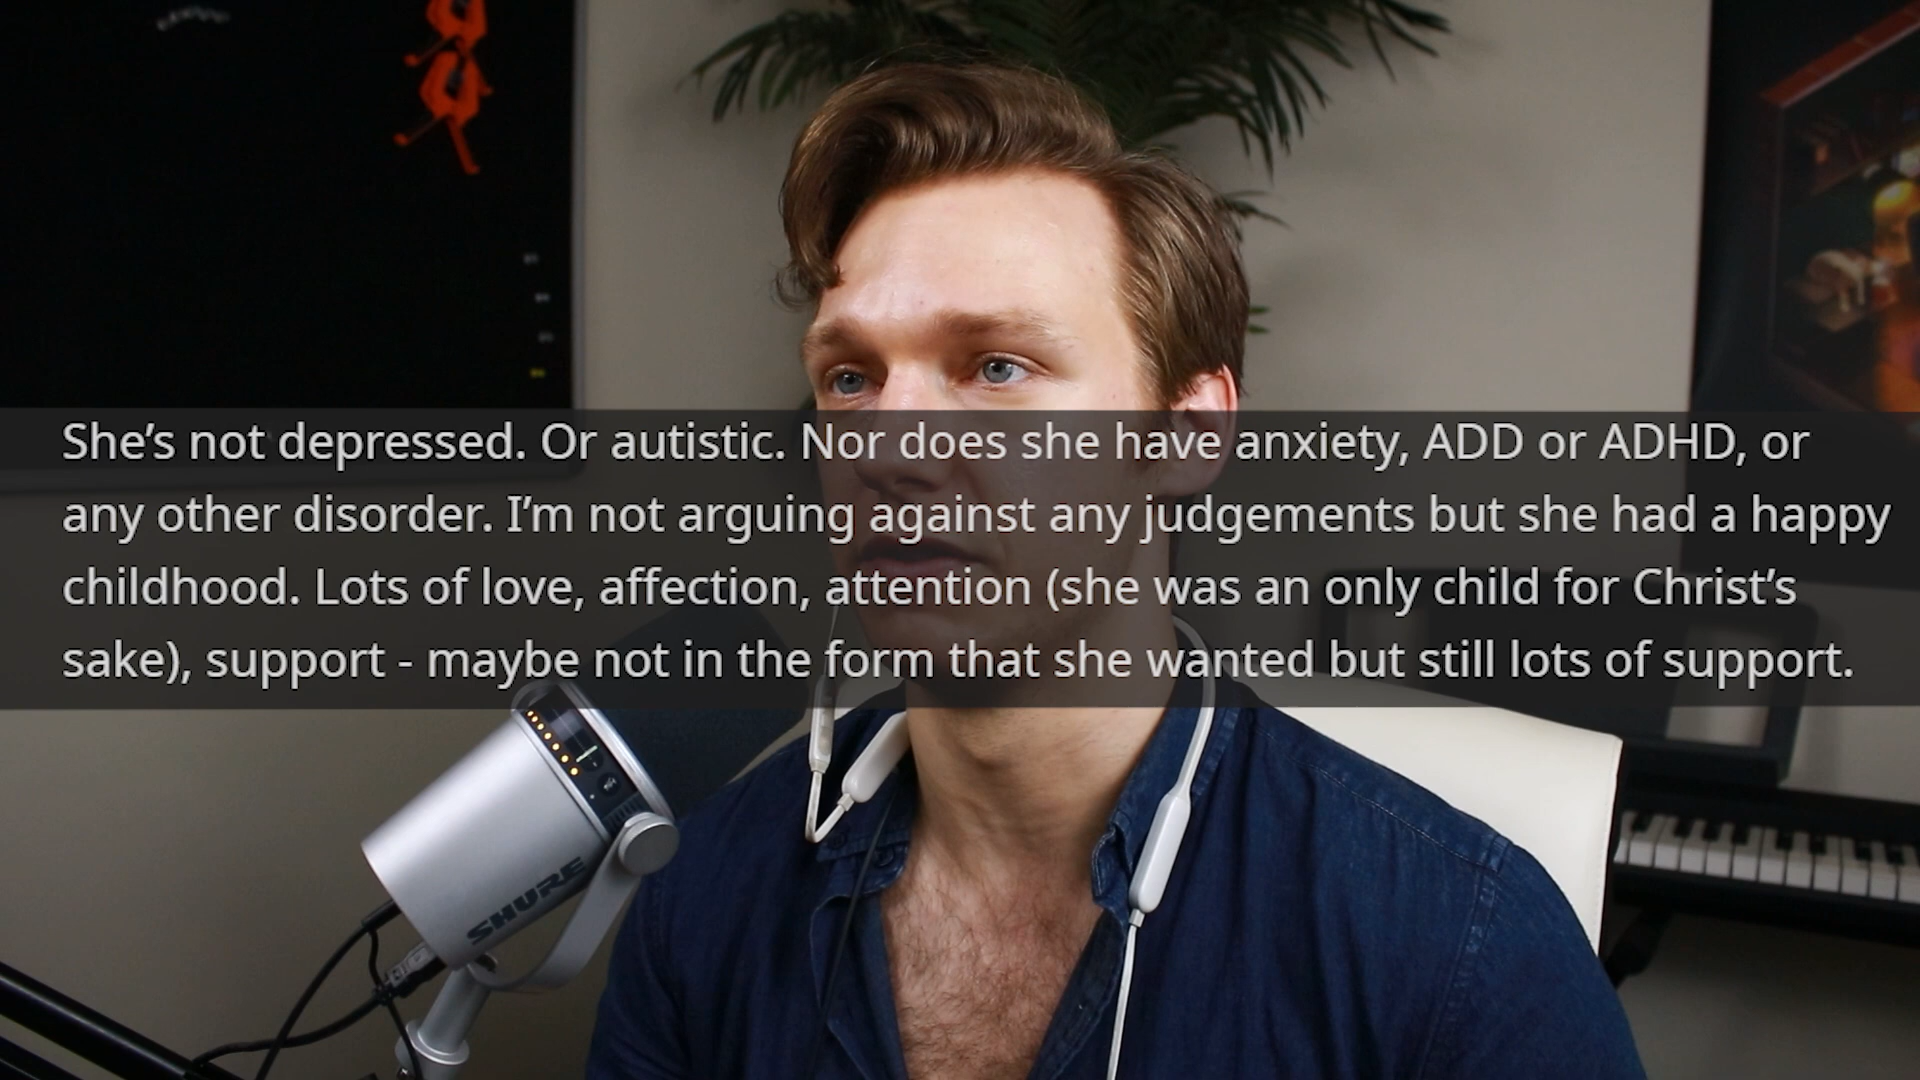 She’s not depressed. Or autistic. Nor does she have anxiety, ADD or ADHD, or
any other disorder. I’m not arguing against any judgements but she had a happy
childhood. Lots of love, affection, attention (she was an only child for Christ’s
sake), support - maybe not in the form that she wanted but still lots of support.
SHURE